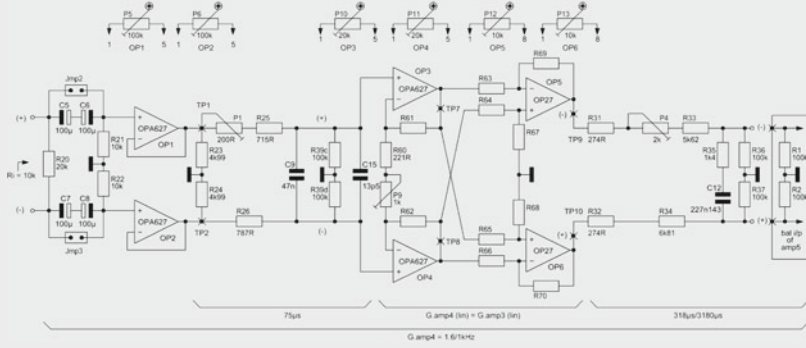 P5
100k
1 5
OP1
P6
100k
1 5
OP2
P10
20k
1 5
OP3
P11
20k
1 5
OP4
P12
10k
1 8
OP5
P13
10k
1 8
OP6
Jmp2
(+)
C5 C6
100µ 100µ
R21
10k
OPA627
OP1
TP1
P1
200R
R25
715R
(+)
R20
20k
Ri = 10k
R22
10k
R23
4k99
R24
4k99
C9
47n
R39c
100k
R39d
100k
C15
13p5
C7 C8
100µ 100µ
(-)
Jmp3
OPA627
OP2
TP2
R26
787R
(-)
OP3
OPA627
TP7
R61
R60
221R
P9
1k
R62
TP8
OPA627
OP4
R63
R64
R69
OP5
OP27
(-)
R67
TP9
R68
R65
R66
TP10
(+)
OP27
OP6
R70
R31
274R
P4
2k
R33
5k62
(-)
R35
1k4
R36
100k
R1
100k
C12
227n143
R37
100k
R2
100k
R32
274R
R34
6k81
(+)
bal i/p
of
amp5
75µs
G.amp4 (lin) = G.amp3 (lin)
318µs/3180µs
G.amp4 = 1.6/1kHz